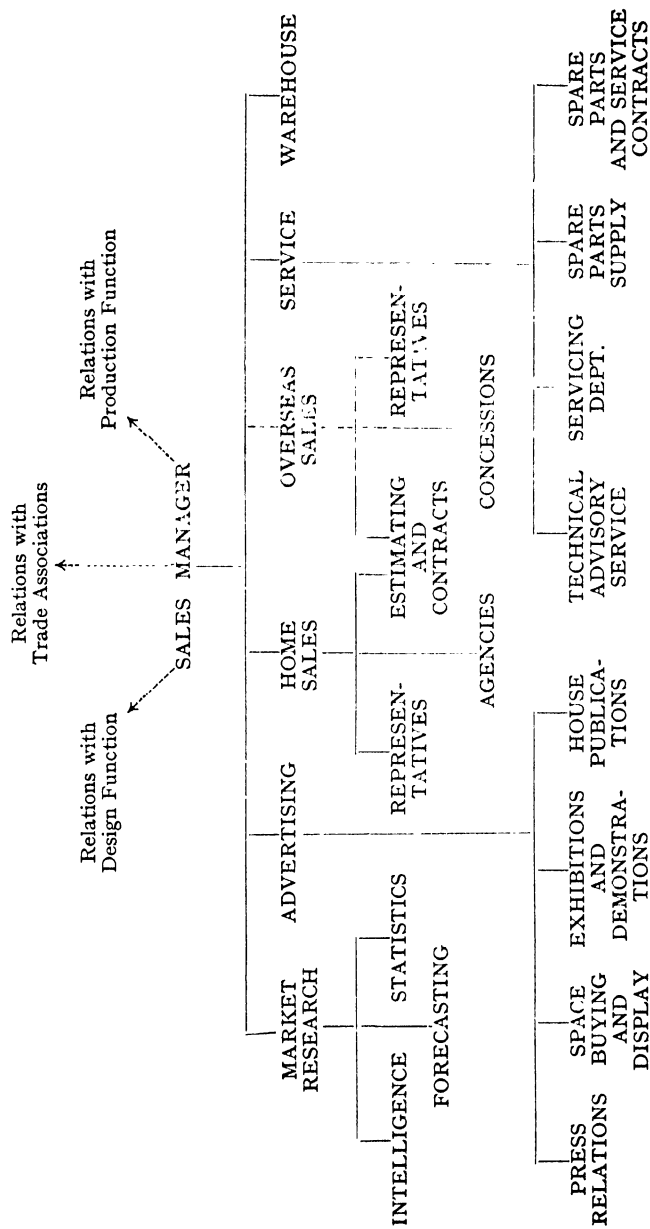 Relations with
Trade Associations
Relations with
Design Function
Relations with
Production Function
SALES MANAGER
MARKET
RESEARCH
ADVERTISING
HOME
SALES
OVERSEAS
SALES
SERVICE
WAREHOUSE
INTELLIGENCE
STATISTICS
FORECASTING
REPRESEN-
TATIVES
ESTIMATING
AND
CONTRACTS
REPRESEN-
TATIVES
AGENCIES
CONCESSIONS
PRESS
RELATIONS
SPACE
BUYING
AND
DISPLAY
EXHIBITIONS
AND
DEMONSTRA-
TIONS
HOUSE
PUBLICA-
TIONS
TECHNICAL
ADVISORY
SERVICE
SERVICING
DEPT.
SPARE
PARTS
SUPPLY
SPARE
PARTS
AND SERVICE
CONTRACTS